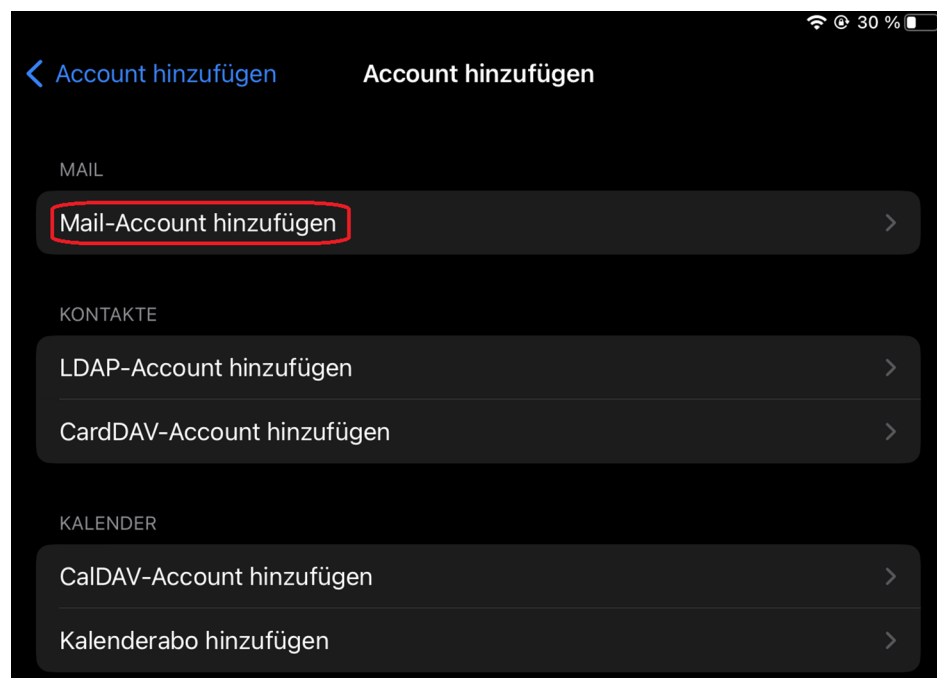 30 %
Account hinzufügen Account hinzufügen
MAIL
Mail-Account hinzufügen
KONTAKTE
LDAP-Account hinzufügen
CardDAV-Account hinzufügen
KALENDER
CalDAV-Account hinzufügen
Kalenderabo hinzufügen